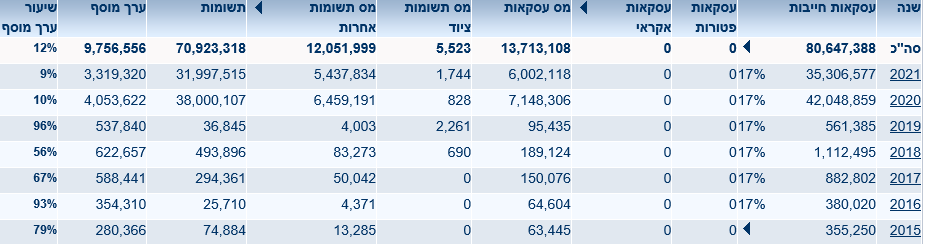 שנה עסקאות חייבות עסקאות פטורות עסקאות אקראי מס עסקאות מס תשומות ציוד מס תשומות אחרות תשומות ערך מוסף שיעור ערך מוסף
סה"כ 80,647,388 0 0 13,713,108 5,523 12,051,999 70,923,318 9,756,556 12%
2021 35,306,577 17% 0 0 6,002,118 1,744 5,437,834 31,997,515 3,319,320 9%
2020 42,048,859 17% 0 0 7,148,306 828 6,459,191 38,000,107 4,053,622 10%
2019 561,385 17% 0 0 95,435 2,261 4,003 36,845 537,840 96%
2018 1,112,495 17% 0 0 189,124 690 83,273 493,896 622,657 56%
2017 882,802 17% 0 0 150,076 0 50,042 294,361 588,441 67%
2016 380,020 17% 0 0 64,604 0 4,371 25,710 354,310 93%
2015 355,250 0 0 63,445 0 13,285 74,884 280,366 79%